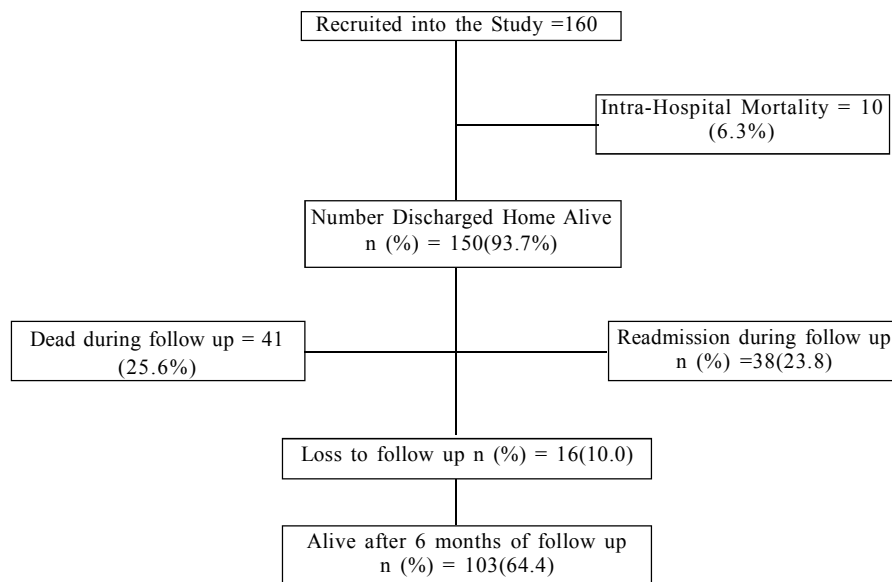 Recruited into the Study =160
Intra-Hospital Mortality = 10
(6.3%)
Number Discharged Home Alive
n (%) = 150(93.7%)
Dead during follow up = 41
(25.6%)
Readmission during follow up
n (%) =38(23.8)
Loss to follow up n (%) = 16(10.0)
Alive after 6 months of follow up
n (%) = 103(64.4)